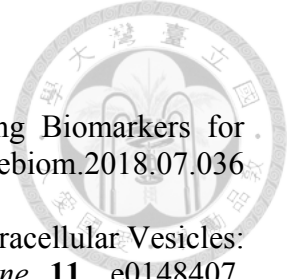 ng Biomarkers for
ebiom.2018.07.036
racellular Vesicles:
ne 11, e0148407,